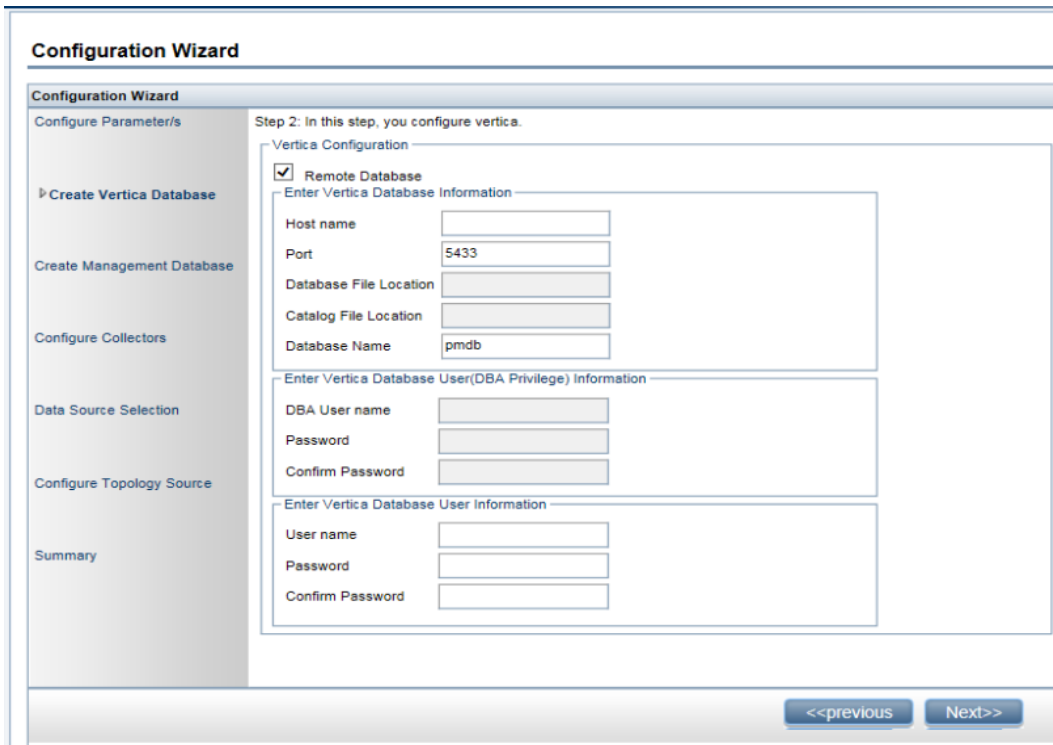 Configuration Wizard
Configuration Wizard
Configure Parameter/s
Create Vertica Database
Create Management Database
Configure Collectors
Data Source Selection
Configure Topology Source
Summary
Step 2: In this step, you configure vertica.
Vertica Configuration
Remote Database
Enter Vertica Database Information
Host name
Port 5433
Database File Location
Catalog File Location
Database Name pmdb
Enter Vertica Database User(DBA Privilege) Information
DBA User name
Password
Confirm Password
Enter Vertica Database User Information
User name
Password
Confirm Password
<<previous Next>>